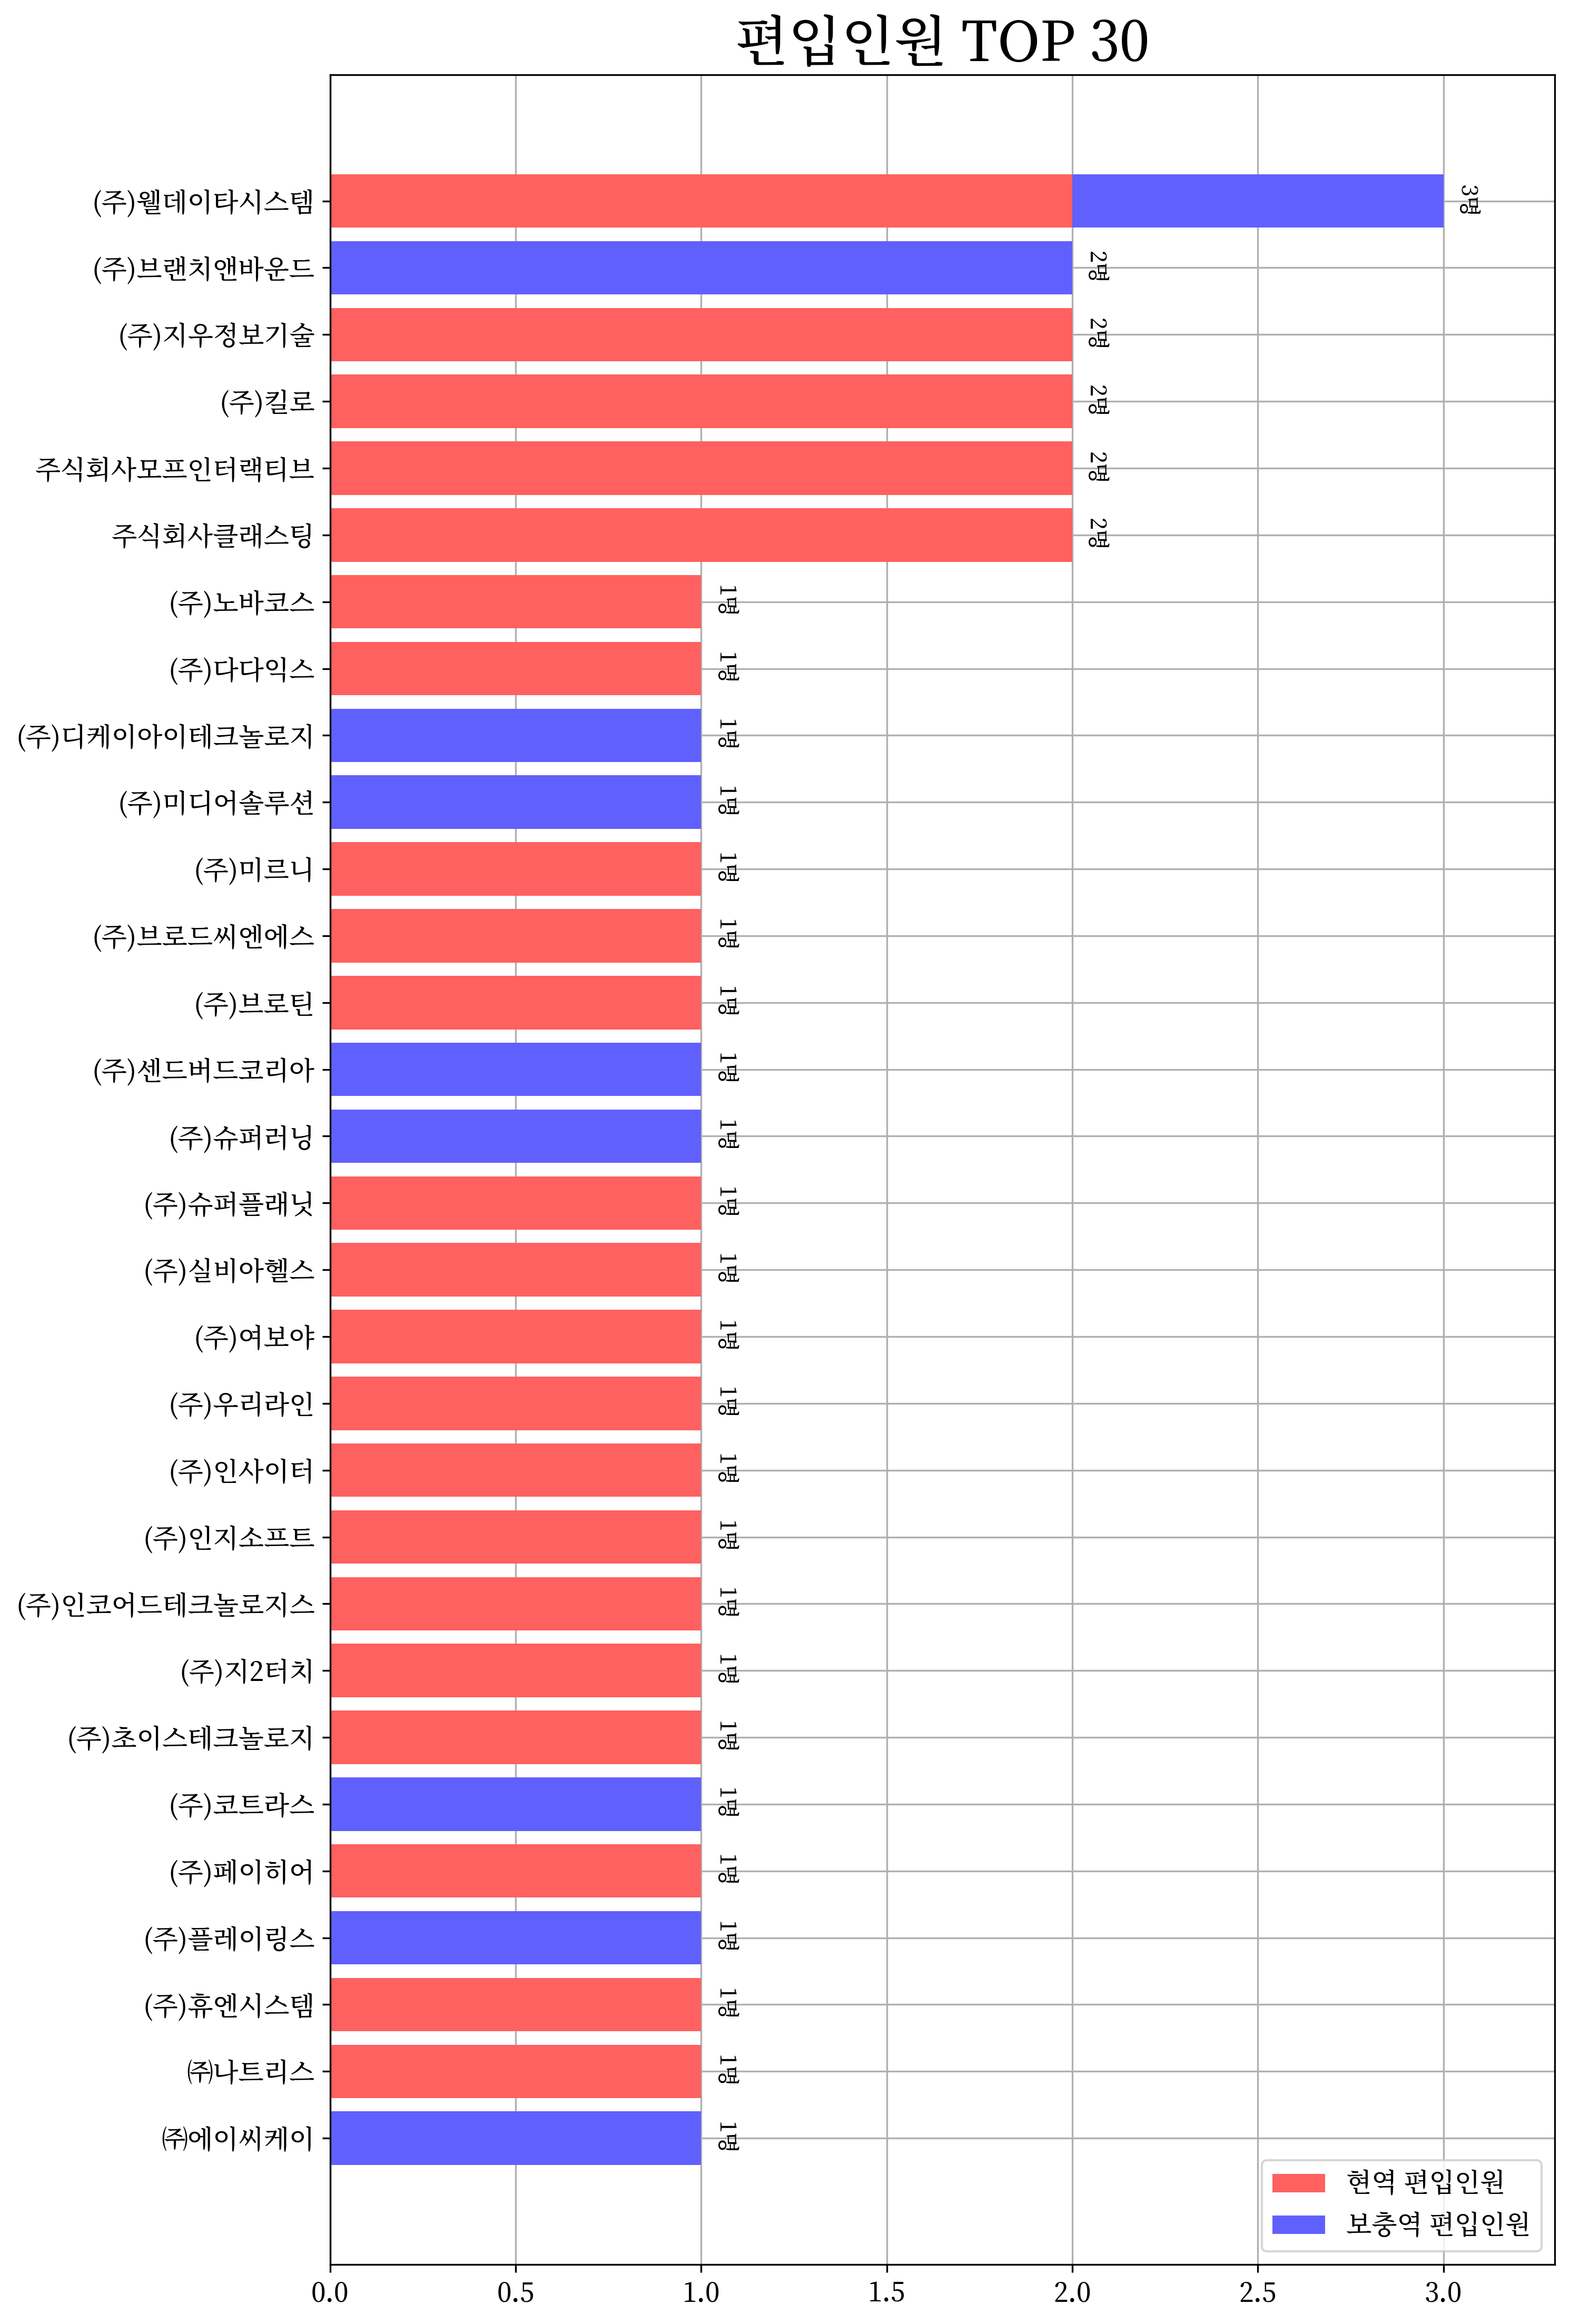 편입인원 TOP 30
(주)웰데이타시스템 3명
(주)브랜치앤바운드 2명
(주)지우정보기술 2명
(주)킬로 2명
주식회사모프인터랙티브 2명
주식회사클래스팅 2명
(주)노바코스 1명
(주)다다익스 1명
(주)디케이아이테크놀로지 1명
(주)미디어솔루션 1명
(주)미르니 1명
(주)브로드씨엔에스 1명
(주)브로틴 1명
(주)센드버드코리아 1명
(주)슈퍼러닝 1명
(주)슈퍼플래닛 1명
(주)실비아헬스 1명
(주)여보야 1명
(주)우리라인 1명
(주)인사이터 1명
(주)인지소프트 1명
(주)인코어드테크놀로지스 1명
(주)지2터치 1명
(주)초이스테크놀로지 1명
(주)코트라스 1명
(주)페이히어 1명
(주)플레이링스 1명
(주)휴엔시스템 1명
㈜나트리스 1명
㈜에이씨케이 1명
현역 편입인원
보충역 편입인원
0.0 0.5 1.0 1.5 2.0 2.5 3.0